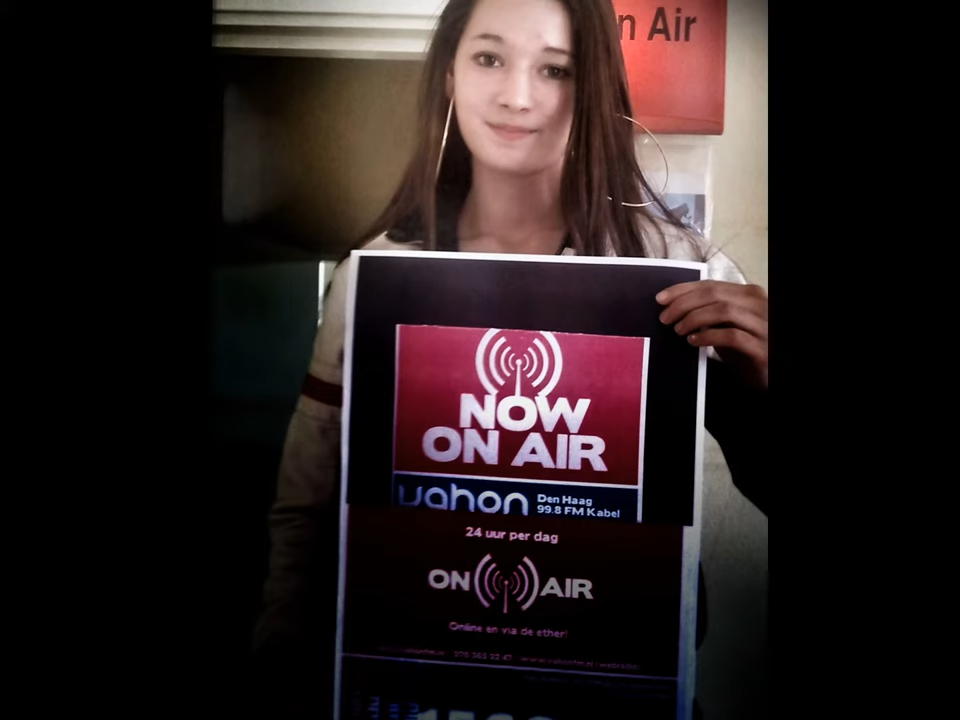 n Air
NOW
ON AIR
vahon
Den Haag
99.8 FM Kabel
24 uur per dag
ON AIR
Online en via de ether!